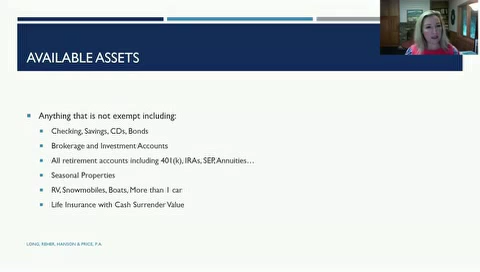 AVAILABLE ASSETS
Anything that is not exempt including:
Checking, Savings, CDs, Bonds
Brokerage and Investment Accounts
All retirement accounts including 401(k), IRAs, SEP, Annuities…
Seasonal Properties
RV, Snowmobiles, Boats, More than 1 car
Life Insurance with Cash Surrender Value
LONG, REHER, HANSON & PRICE, P.A.